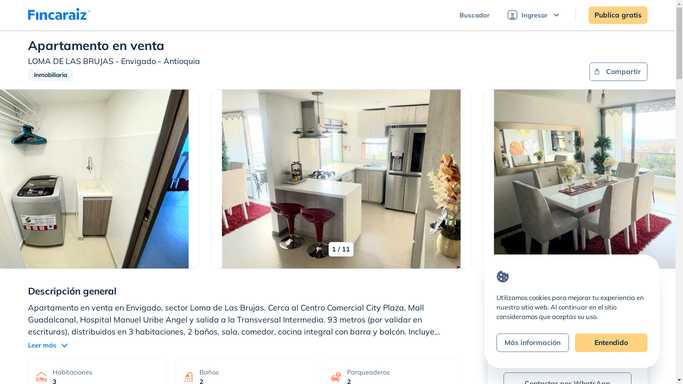 Fincaraiz
Buscador
Ingresar
Publica gratis
Apartamento en venta
LOMA DE LAS BRUJAS - Envigado - Antioquia
Inmobiliaria
Compartir
1 / 11
Descripción general
Apartamento en venta en Envigado, sector Loma de Las Brujas. Cerca al Centro Comercial City Plaza, Mall
Guadalcanal, Hospital Manuel Uribe Angel y salida a la Transversal Intermedia. 93 metros (por validar en
escrituras), distribuidos en 3 habitaciones, 2 baños, sala, comedor, cocina integral con barra y balcón. Incluye,...
Leer más
Habitaciones
3
Baños
2
Parqueaderos
2
Utilizamos cookies para mejorar tu experiencia en
nuestro sitio web. Al continuar en el sitio
consideramos que aceptas su uso.
Más información
Entendido
Contactar por WhatsApp